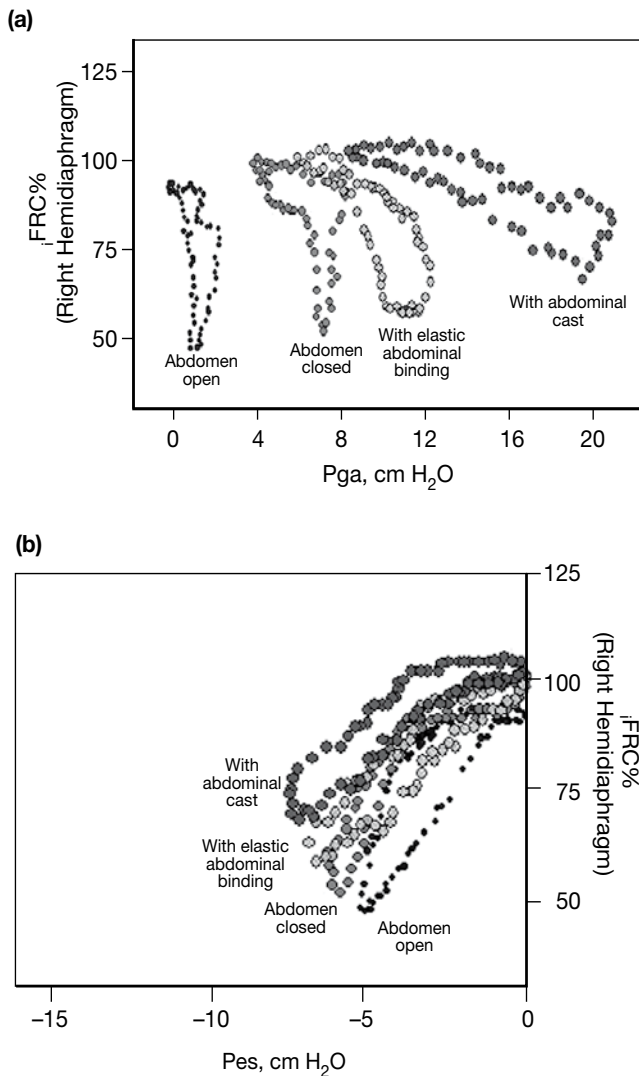 (a)
125
100
75
50
iFRC%
(Right Hemidiaphragm)
Abdomen
open
Abdomen
closed
With elastic
abdominal
binding
With abdominal
cast
0 4 8 12 16 20
Pga, cm H₂O
(b)
125
100
75
50
iFRC%
(Right Hemidiaphragm)
With
abdominal
cast
With elastic
abdominal
binding
Abdomen
closed
Abdomen
open
–15 –10 –5 0
Pes, cm H₂O